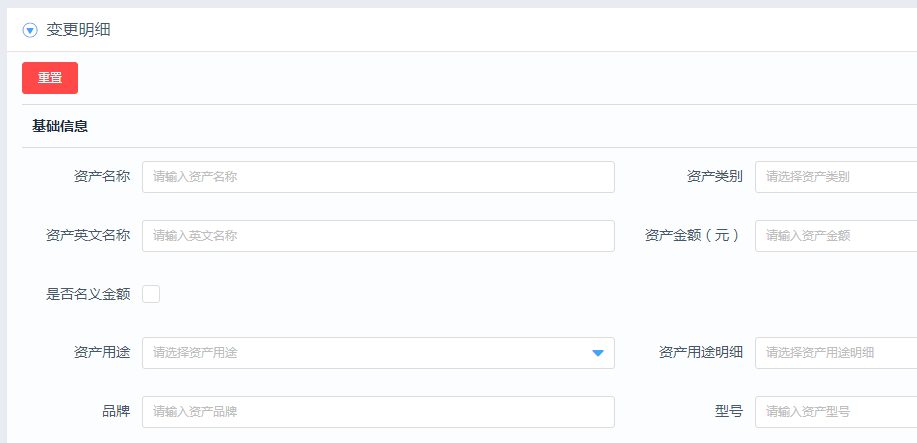 变更明细
重置
基础信息
资产名称 请输入资产名称 资产类别 请选择资产类别
资产英文名称 请输入英文名称 资产金额（元） 请输入资产金额
是否名义金额
资产用途 请选择资产用途 资产用途明细 请选择资产用途明细
品牌 请输入资产品牌 型号 请输入资产型号